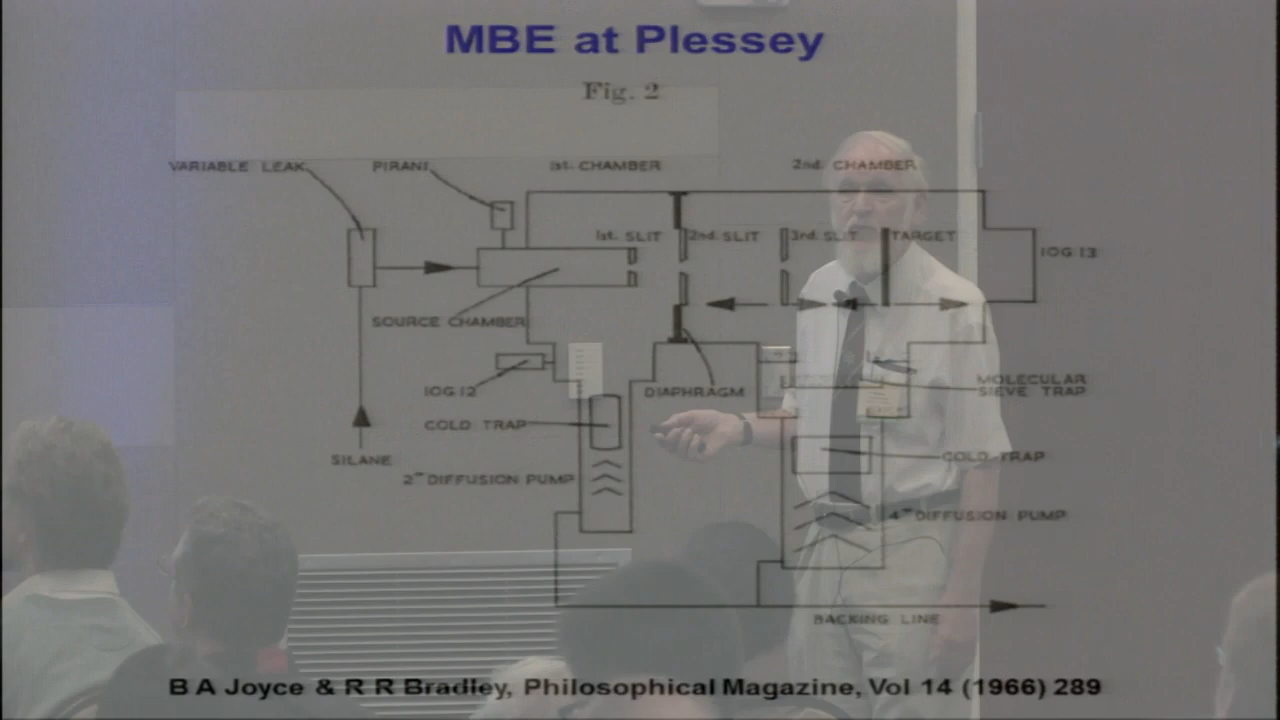 MBE at Plessey
Fig. 2
VARIABLE LEAK
PIRANI
1st. CHAMBER
2nd. CHAMBER
1st. SLIT
2nd. SLIT
3rd. SLIT
TARGET
IOG 13
SOURCE CHAMBER
IOG 12
DIAPHRAGM
MOLECULAR
SIEVE TRAP
COLD TRAP
COLD TRAP
SILANE
2" DIFFUSION PUMP
4" DIFFUSION PUMP
BACKING LINE
B A Joyce & R R Bradley, Philosophical Magazine, Vol 14 (1966) 289